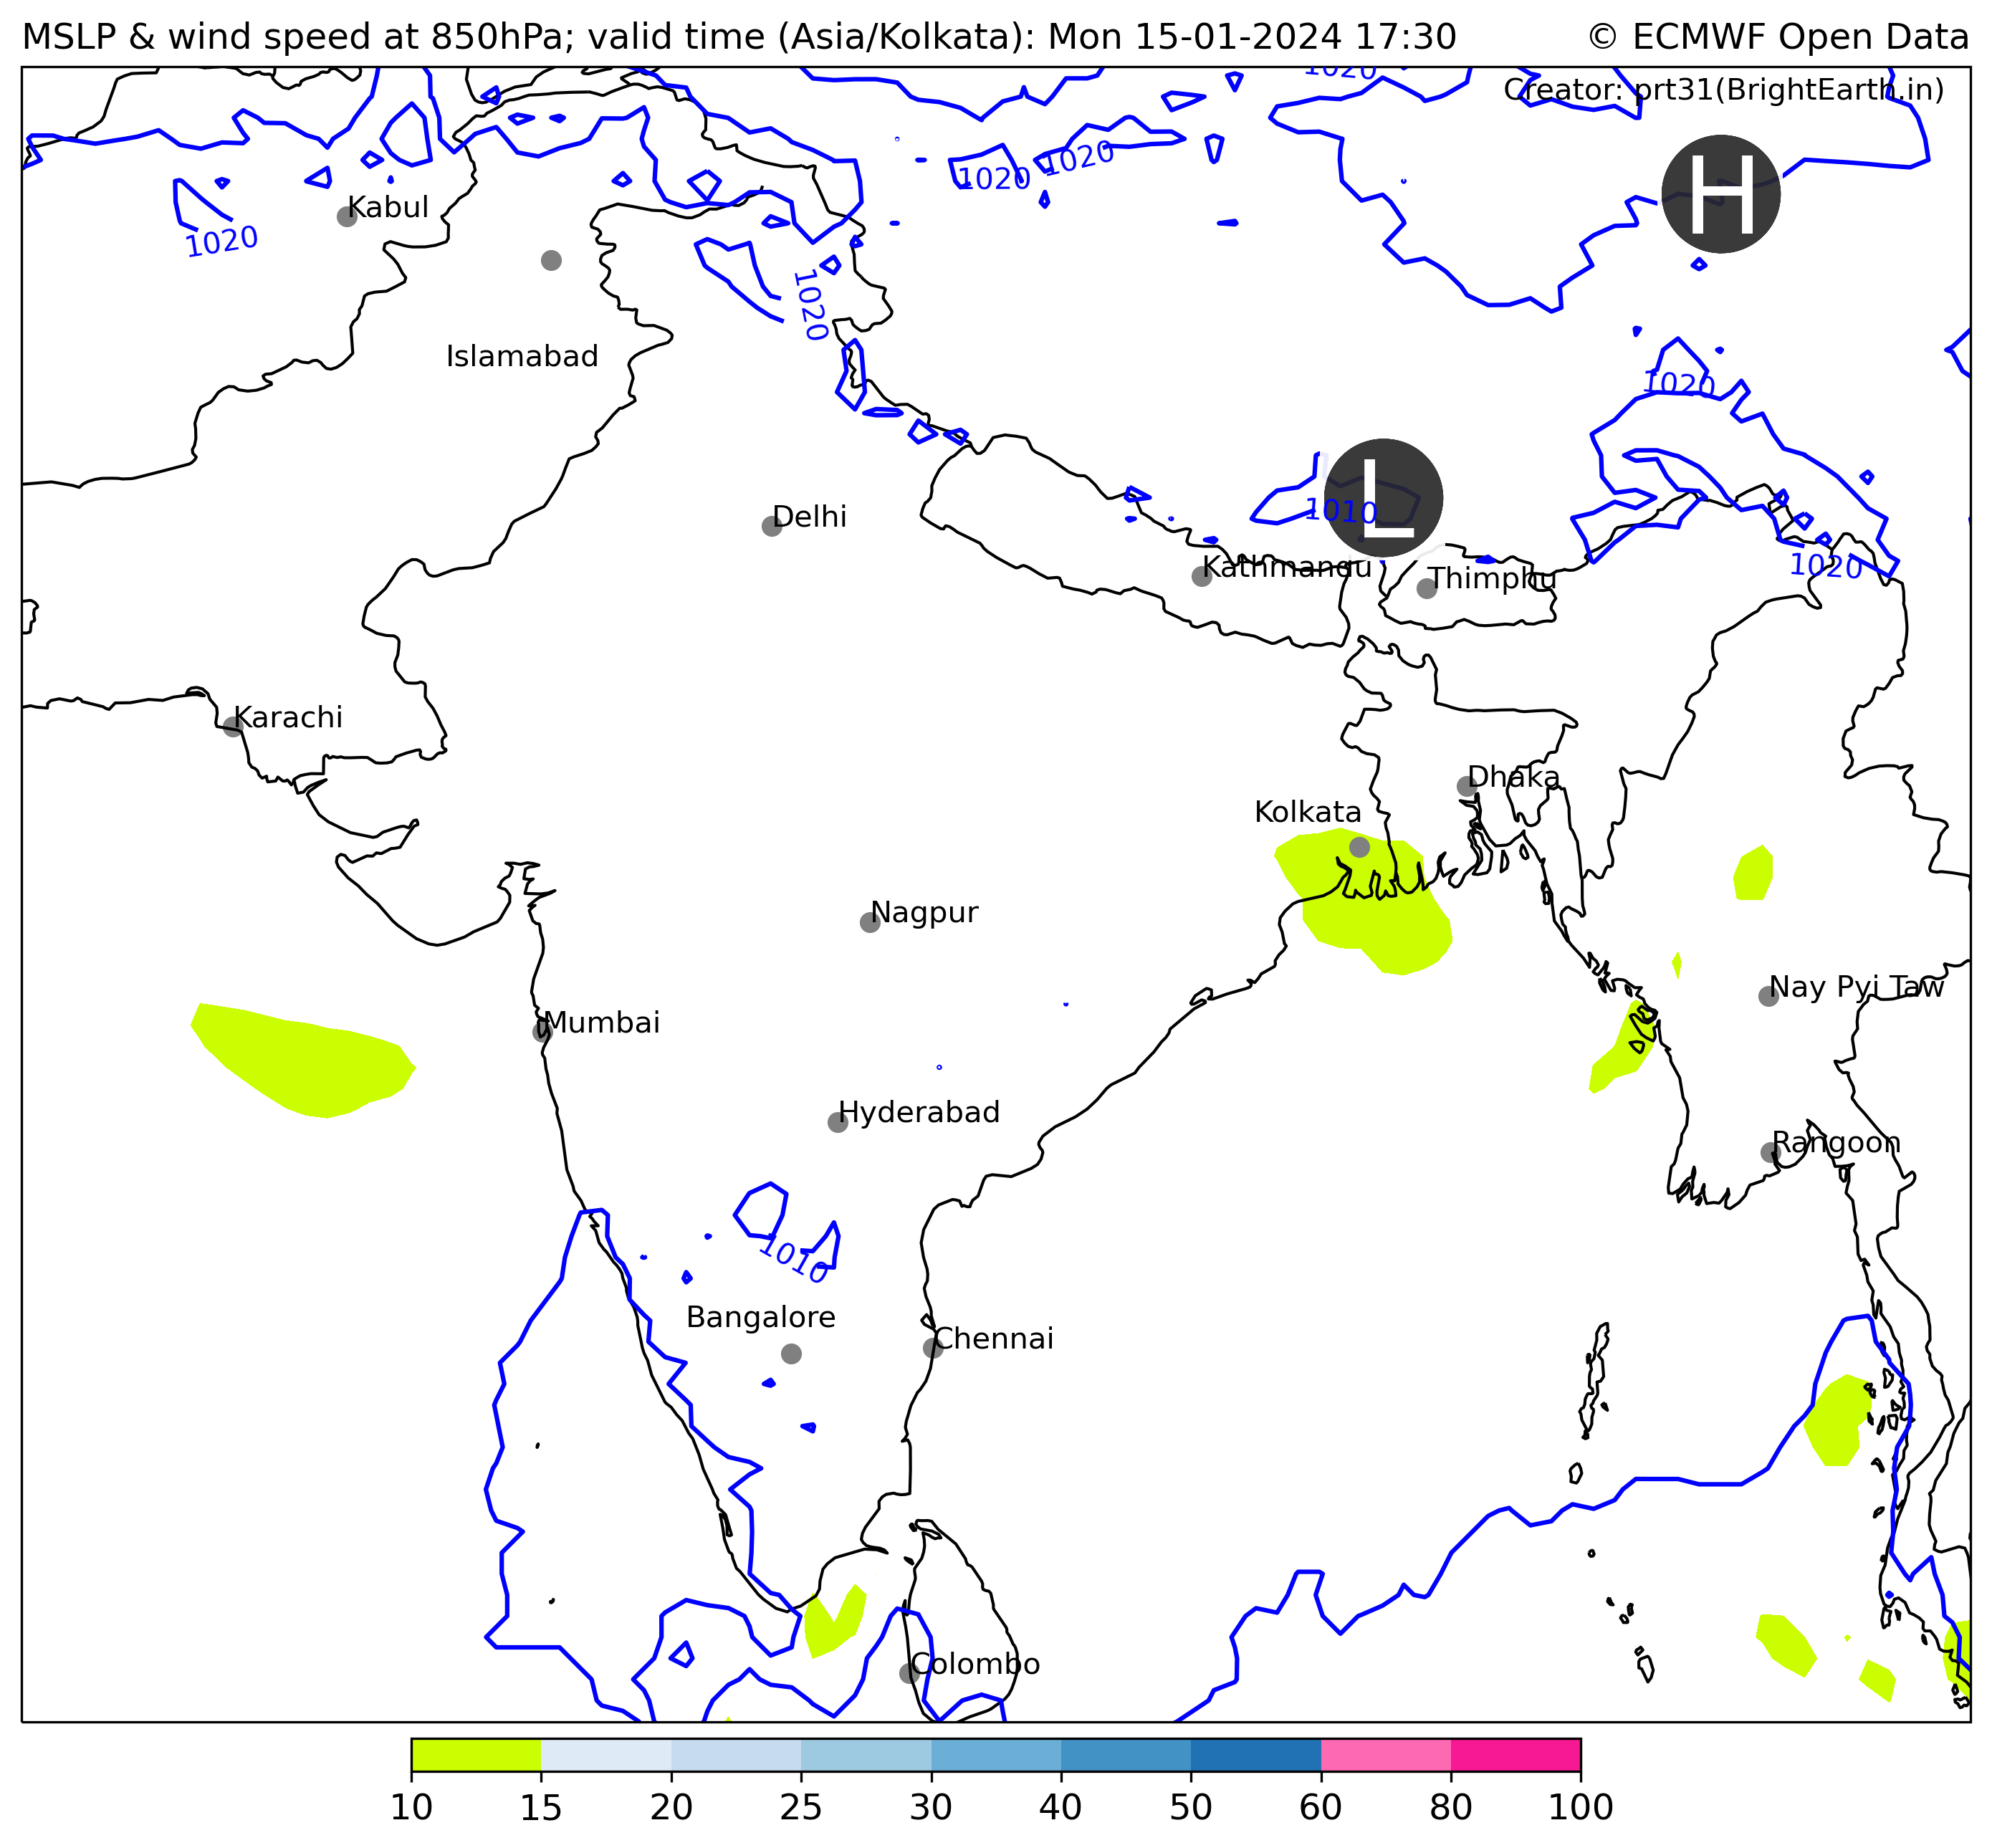 MSLP & wind speed at 850hPa; valid time (Asia/Kolkata): Mon 15-01-2024 17:30
© ECMWF Open Data
1020
Creator: prt31(BrightEarth.in)
1020
1020
H
Kabul
1020
1020
Islamabad
1020
L
1010
Delhi
Kathmandu
Thimphu
1020
Karachi
Dhaka
Kolkata
Nagpur
Nay Pyi Taw
Mumbai
Hyderabad
Rangoon
1010
Bangalore
Chennai
Colombo
10 15 20 25 30 40 50 60 80 100